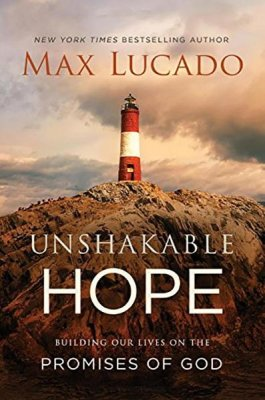 NEW YORK TIMES BESTSELLING AUTHOR
MAX LUCADO
UNSHAKABLE
HOPE
BUILDING OUR LIVES ON THE
PROMISES OF GOD